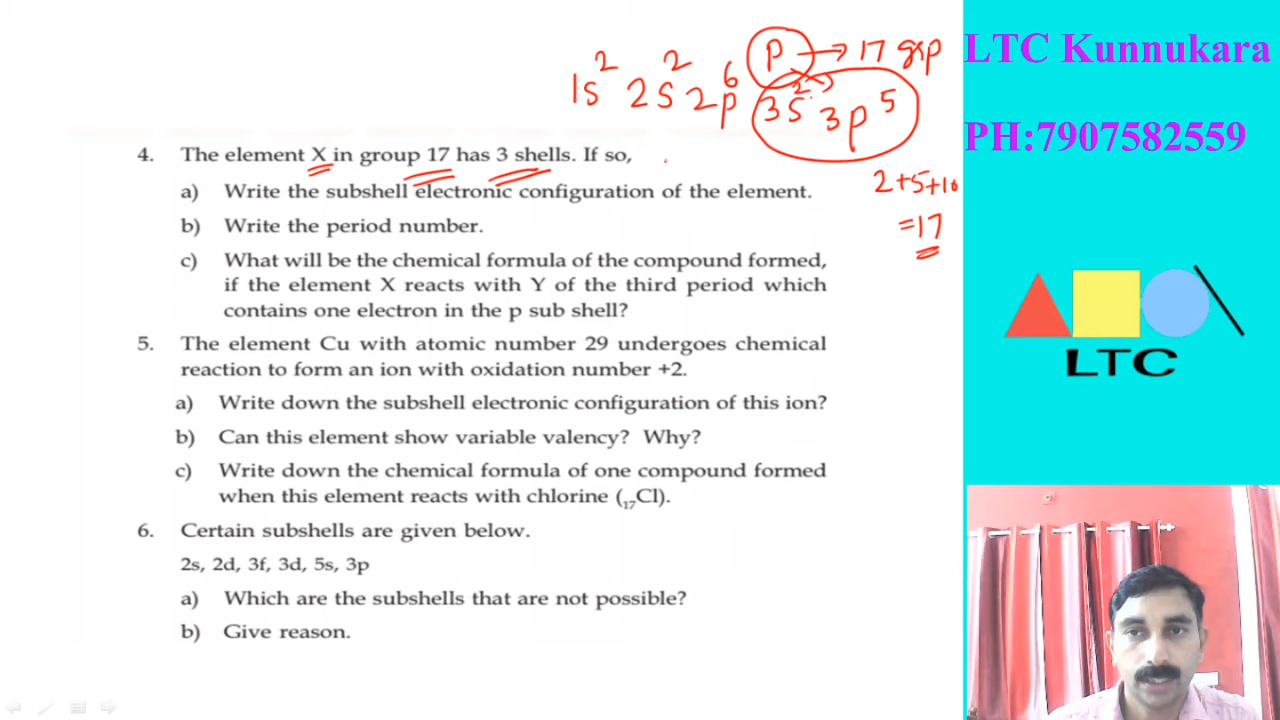 1s² 2s² 2p⁶ 3s² 3p⁵
p → 17 grp
2+5+10
=17
4. The element X in group 17 has 3 shells. If so,
a) Write the subshell electronic configuration of the element.
b) Write the period number.
c) What will be the chemical formula of the compound formed,
if the element X reacts with Y of the third period which
contains one electron in the p sub shell?
5. The element Cu with atomic number 29 undergoes chemical
reaction to form an ion with oxidation number +2.
a) Write down the subshell electronic configuration of this ion?
b) Can this element show variable valency? Why?
c) Write down the chemical formula of one compound formed
when this element reacts with chlorine (₁₇Cl).
6. Certain subshells are given below.
2s, 2d, 3f, 3d, 5s, 3p
a) Which are the subshells that are not possible?
b) Give reason.
LTC Kunnukara
PH:7907582559
LTC